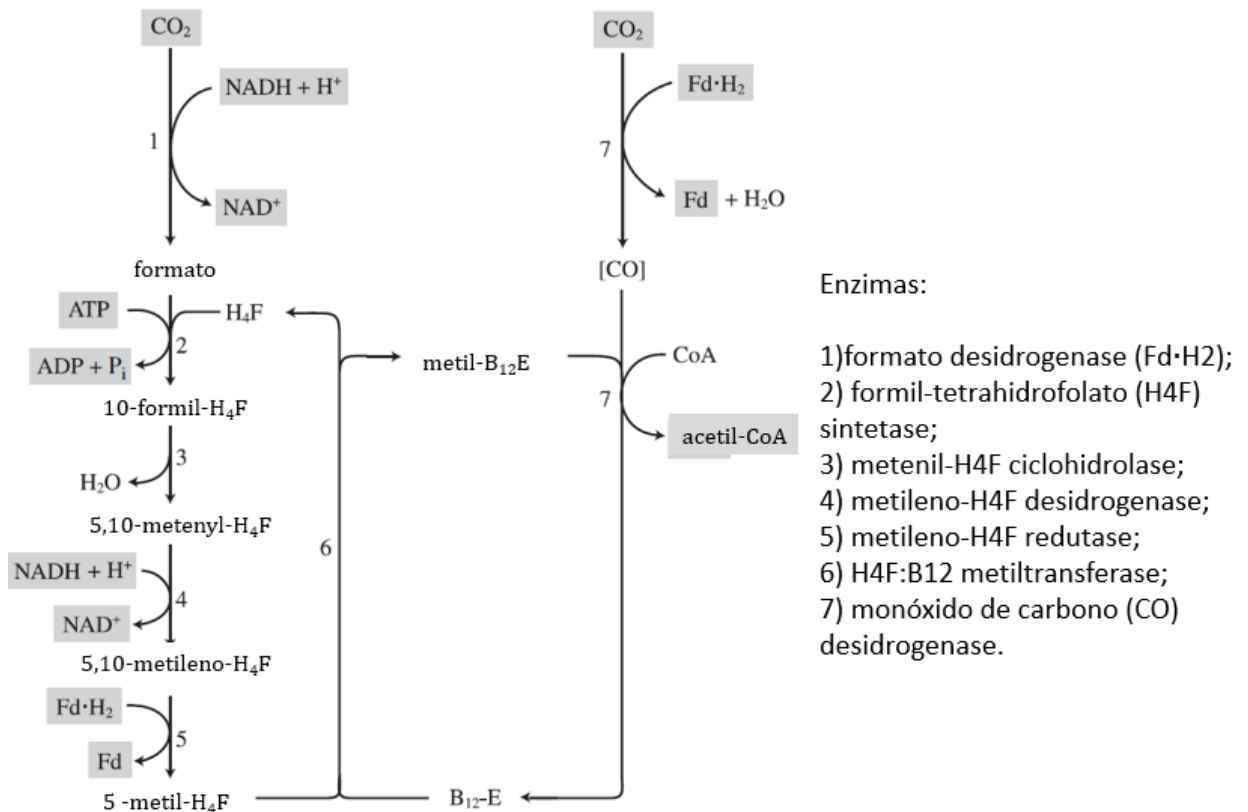 CO₂
NADH + H⁺
1
NAD⁺
formato
ATP
H₄F
2
ADP + Pᵢ
10-formil-H₄F
3
H₂O
5,10-metenyl-H₄F
NADH + H⁺
4
NAD⁺
5,10-metileno-H₄F
Fd·H₂
5
Fd
5 -metil-H₄F
6
metil-B₁₂E
B₁₂-E
CO₂
Fd·H₂
7
Fd + H₂O
[CO]
CoA
7
acetil-CoA
Enzimas:
1)formato desidrogenase (Fd·H2);
2) formil-tetrahidrofolato (H4F)
sintetase;
3) metenil-H4F ciclohidrolase;
4) metileno-H4F desidrogenase;
5) metileno-H4F redutase;
6) H4F:B12 metiltransferase;
7) monóxido de carbono (CO)
desidrogenase.